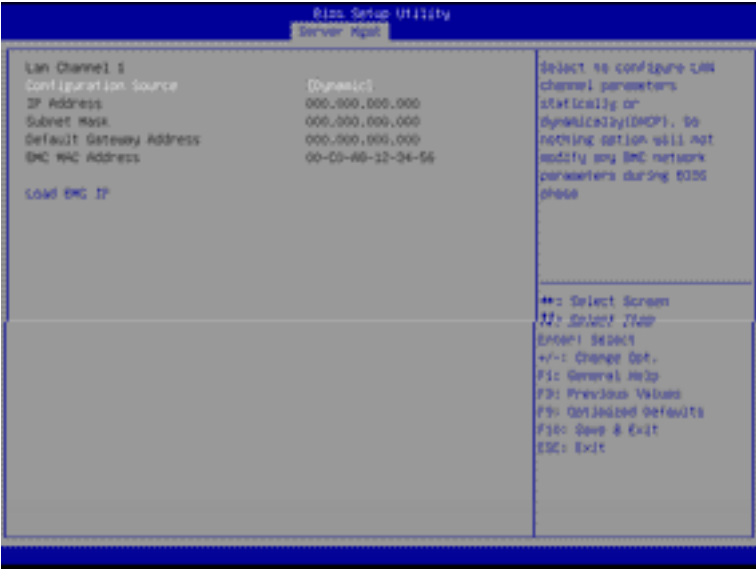 Bios Setup Utility
Server Mgmt
Lan Channel 1
Configuration Source [Dynamic]
IP Address 000.000.000.000
Subnet Mask 000.000.000.000
Default Gateway Address 000.000.000.000
BMC MAC Address 00-C0-A8-12-34-56
Load BMC IP
Select to configure LAN
channel parameters
statically or
dynamically(DHCP). Do
nothing option will not
modify any BMC network
parameters during BIOS
phase
: Select Screen
: Select Item
Enter: Select
+/-: Change Opt.
F1: General Help
F3: Previous Values
F9: Optimized Defaults
F10: Save & Exit
ESC: Exit